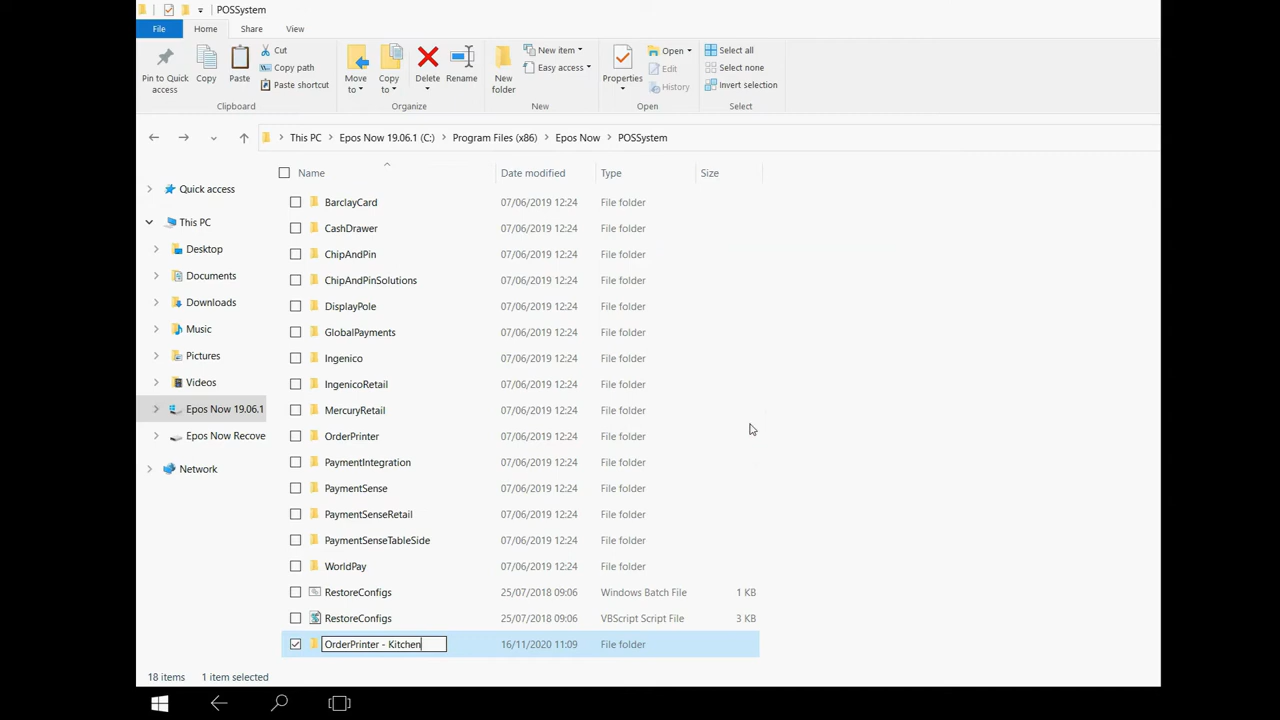 POSSystem
File Home Share View
Pin to Quick access
Copy
Paste
Cut
Copy path
Paste shortcut
Clipboard
Move to
Copy to
Delete
Rename
Organize
New folder
New item
Easy access
New
Properties
Open
Edit
History
Open
Select all
Select none
Invert selection
Select
This PC Epos Now 19.06.1 (C:) Program Files (x86) Epos Now POSSystem
Quick access
This PC
Desktop
Documents
Downloads
Music
Pictures
Videos
Epos Now 19.06.1
Epos Now Recove
Network
Name Date modified Type Size
BarclayCard 07/06/2019 12:24 File folder
CashDrawer 07/06/2019 12:24 File folder
ChipAndPin 07/06/2019 12:24 File folder
ChipAndPinSolutions 07/06/2019 12:24 File folder
DisplayPole 07/06/2019 12:24 File folder
GlobalPayments 07/06/2019 12:24 File folder
Ingenico 07/06/2019 12:24 File folder
IngenicoRetail 07/06/2019 12:24 File folder
MercuryRetail 07/06/2019 12:24 File folder
OrderPrinter 07/06/2019 12:24 File folder
PaymentIntegration 07/06/2019 12:24 File folder
PaymentSense 07/06/2019 12:24 File folder
PaymentSenseRetail 07/06/2019 12:24 File folder
PaymentSenseTableSide 07/06/2019 12:24 File folder
WorldPay 07/06/2019 12:24 File folder
RestoreConfigs 25/07/2018 09:06 Windows Batch File 1 KB
RestoreConfigs 25/07/2018 09:06 VBScript Script File 3 KB
OrderPrinter - Kitchen 16/11/2020 11:09 File folder
18 items 1 item selected